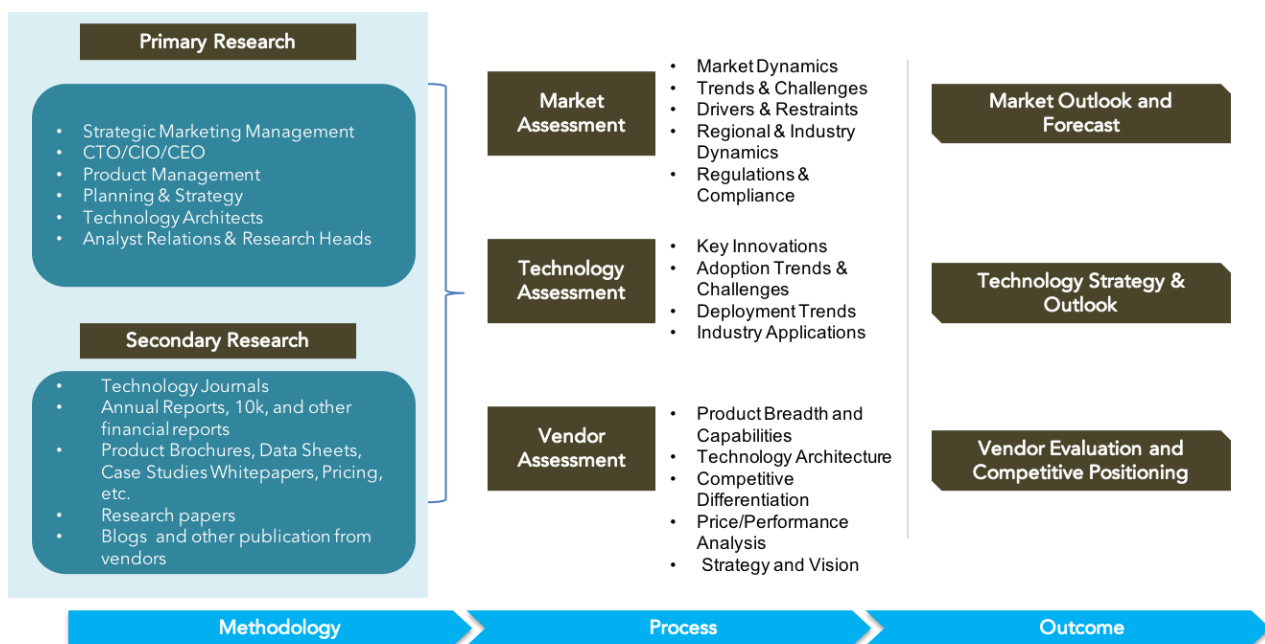 Primary Research
• Strategic Marketing Management
• CTO/CIO/CEO
• Product Management
• Planning & Strategy
• Technology Architects
• Analyst Relations & Research Heads
Secondary Research
• Technology Journals
• Annual Reports, 10k, and other
financial reports
• Product Brochures, Data Sheets,
Case Studies Whitepapers, Pricing,
etc.
• Research papers
• Blogs and other publication from
vendors
Market
Assessment
• Market Dynamics
• Trends & Challenges
• Drivers & Restraints
• Regional & Industry
Dynamics
• Regulations &
Compliance
Technology
Assessment
• Key Innovations
• Adoption Trends &
Challenges
• Deployment Trends
• Industry Applications
Vendor
Assessment
• Product Breadth and
Capabilities
• Technology Architecture
• Competitive
Differentiation
• Price/Performance
Analysis
• Strategy and Vision
Market Outlook and
Forecast
Technology Strategy &
Outlook
Vendor Evaluation and
Competitive Positioning
Methodology
Process
Outcome